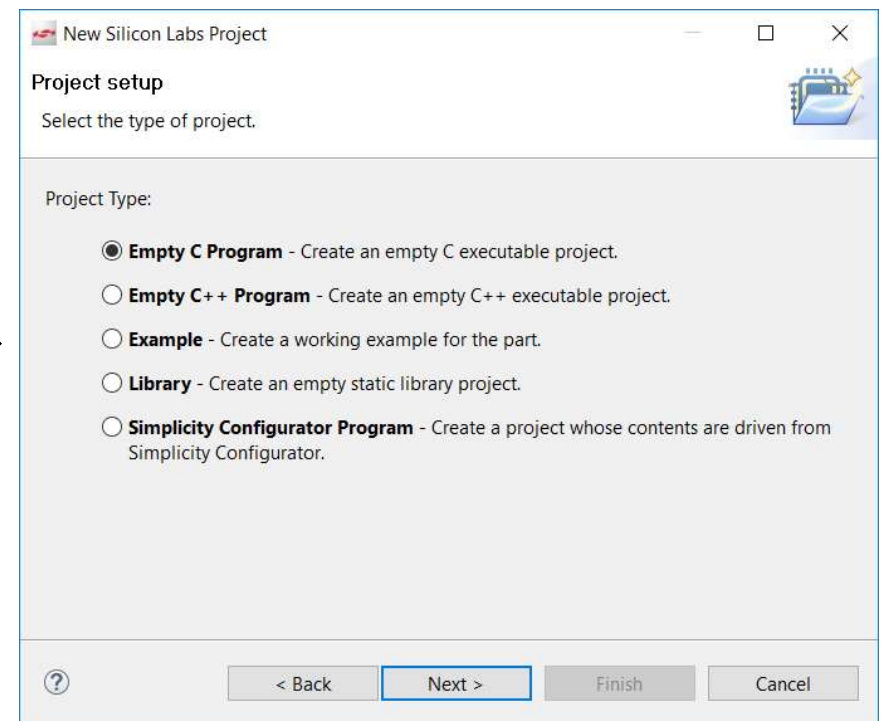 New Silicon Labs Project
Project setup
Select the type of project.
Project Type:
Empty C Program - Create an empty C executable project.
Empty C++ Program - Create an empty C++ executable project.
Example - Create a working example for the part.
Library - Create an empty static library project.
Simplicity Configurator Program - Create a project whose contents are driven from
Simplicity Configurator.
? < Back Next > Finish Cancel